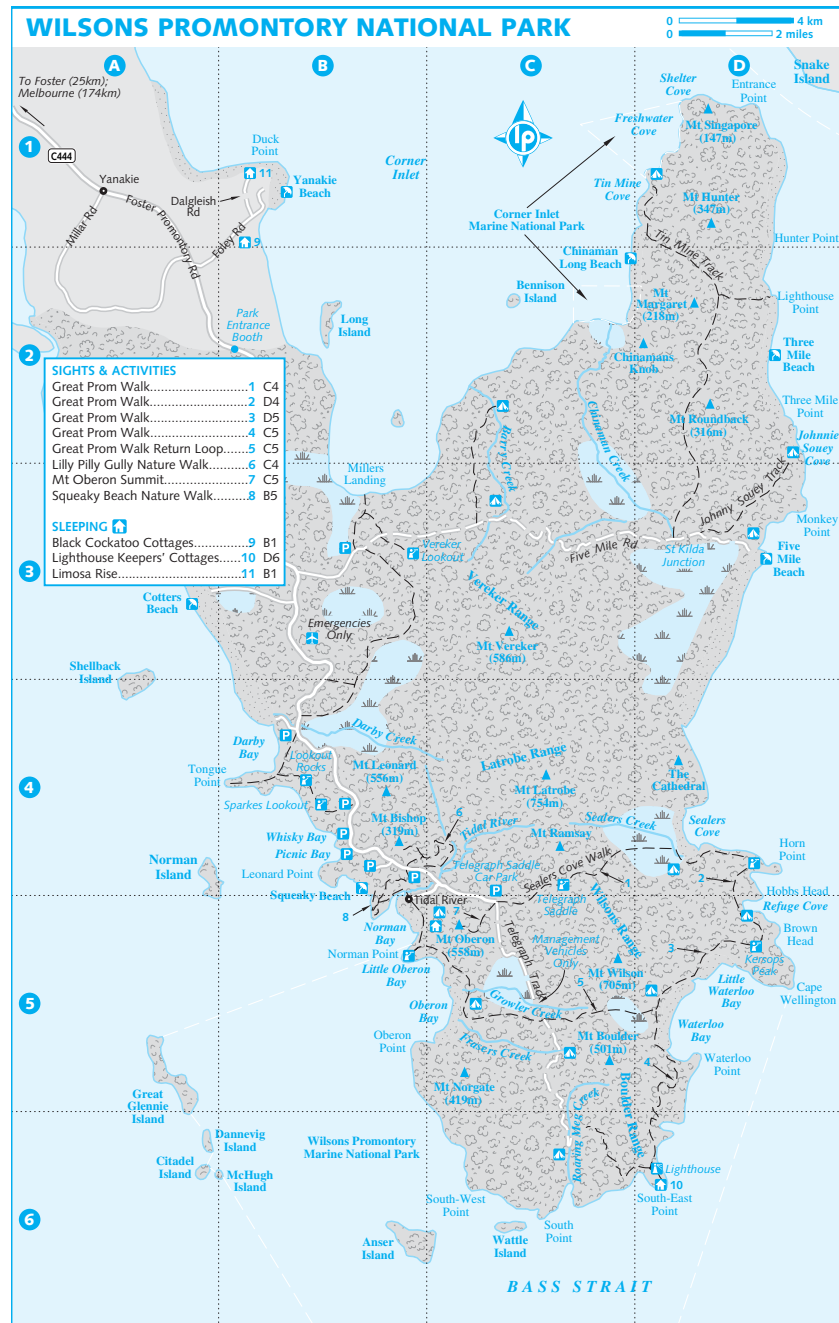 WILSONS PROMONTORY NATIONAL PARK
0 4 km
0 2 miles
A
B
C
D
To Foster (25km);
Melbourne (174km)
Snake
Island
Shelter
Cove
Entrance
Point
Mt Singapore
(147m)
Freshwater
Cove
lp
1
C444
Duck
Point
11
Corner
Inlet
Yanakie
Yanakie
Beach
Dalgleish
Rd
Tin Mine
Cove
Mt Hunter
(347m)
Millar Rd
Foster Promontory Rd
Foley Rd
9
Corner Inlet
Marine National Park
Tin Mine Track
Hunter Point
Chinaman
Long Beach
Bennison
Island
Mt
Margaret
(218m)
Lighthouse
Point
Long
Island
Park
Entrance
Booth
2
Chinamans
Knob
Three
Mile
Beach
SIGHTS & ACTIVITIES
Great Prom Walk....................1 C4
Great Prom Walk....................2 D4
Great Prom Walk....................3 D5
Great Prom Walk....................4 C5
Great Prom Walk Return Loop.....5 C5
Lilly Pilly Gully Nature Walk.......6 C4
Mt Oberon Summit.................7 C5
Squeaky Beach Nature Walk.......8 B5
SLEEPING
Black Cockatoo Cottages..........9 B1
Lighthouse Keepers' Cottages....10 D6
Limosa Rise.......................11 B1
Three Mile
Point
Mt Roundback
(316m)
Barry Creek
Chinaman Creek
Johnnie
Souey
Cove
Millers
Landing
Johnny Souey Track
Monkey
Point
3
P
Vereker
Lookout
Five Mile Rd
St Kilda
Junction
Five
Mile
Beach
Cotters
Beach
Emergencies
Only
Vereker Range
Mt Vereker
(586m)
Shellback
Island
Darby
Bay
P
Darby Creek
Latrobe Range
Tongue
Point
Lookout
Rocks
Mt Leonard
(556m)
Mt Latrobe
(754m)
The
Cathedral
4
Sparkes Lookout
P
Mt Bishop
(319m)
6
Tidal River
Sealers Creek
Sealers
Cove
Whisky Bay
P
Mt Ramsay
Picnic Bay
P
Horn
Point
Norman
Island
Leonard Point
P
P
Telegraph Saddle
Car Park
P
Sealers Cove Walk
1
2
Squeaky Beach
Tidal River
Telegraph
Saddle
Hobbs Head
Refuge Cove
8
Norman
Bay
7
Mt Oberon
(558m)
Telegraph Track
Management
Vehicles
Only
Wilsons Range
3
Brown
Head
Norman Point
Little Oberon
Bay
5
Mt Wilson
(705m)
Kersops
Peak
Little
Waterloo
Bay
Cape
Wellington
5
Oberon
Bay
Growler Creek
Waterloo
Bay
Oberon
Point
Frasers Creek
Mt Boulder
(501m)
4
Waterloo
Point
Mt Norgate
(419m)
Great
Glennie
Island
Boulder Range
Roaring Meg Creek
Dannevig
Island
Citadel
Island
McHugh
Island
Wilsons Promontory
Marine National Park
Lighthouse
10
South-East
Point
South-West
Point
6
South
Point
Anser
Island
Wattle
Island
BASS STRAIT